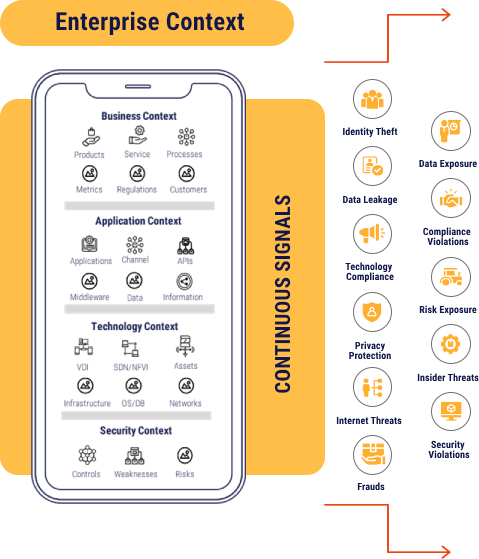 Enterprise Context
Business Context
Products Service Processes
Metrics Regulations Customers
Application Context
Applications Channel APIs
Middleware Data Information
Technology Context
VDI SDN/NFVI Assets
Infrastructure OS/DB Networks
Security Context
Controls Weaknesses Risks
CONTINUOUS SIGNALS
Identity Theft
Data Leakage
Technology
Compliance
Privacy
Protection
Internet Threats
Frauds
Data Exposure
Compliance
Violations
Risk Exposure
Insider Threats
Security
Violations